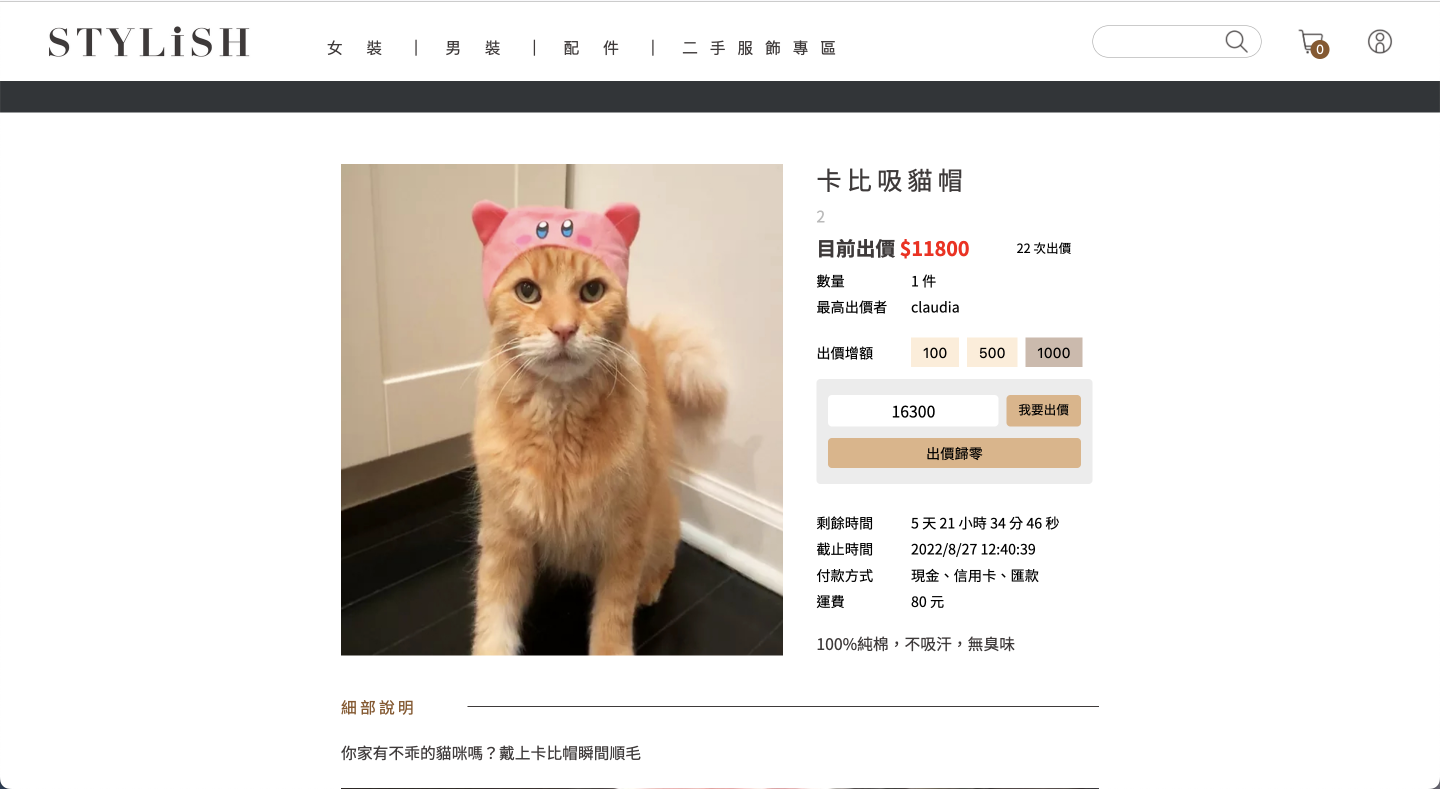 STYLiSH
女裝 | 男裝 | 配件 | 二手服飾專區
0
卡比吸貓帽
2
目前出價 $11800 22 次出價
數量 1 件
最高出價者 claudia
出價增額 100 500 1000
16300 我要出價
出價歸零
剩餘時間 5 天 21 小時 34 分 46 秒
截止時間 2022/8/27 12:40:39
付款方式 現金、信用卡、匯款
運費 80 元
100%純棉，不吸汗，無臭味
細部說明
你家有不乖的貓咪嗎？戴上卡比帽瞬間順毛